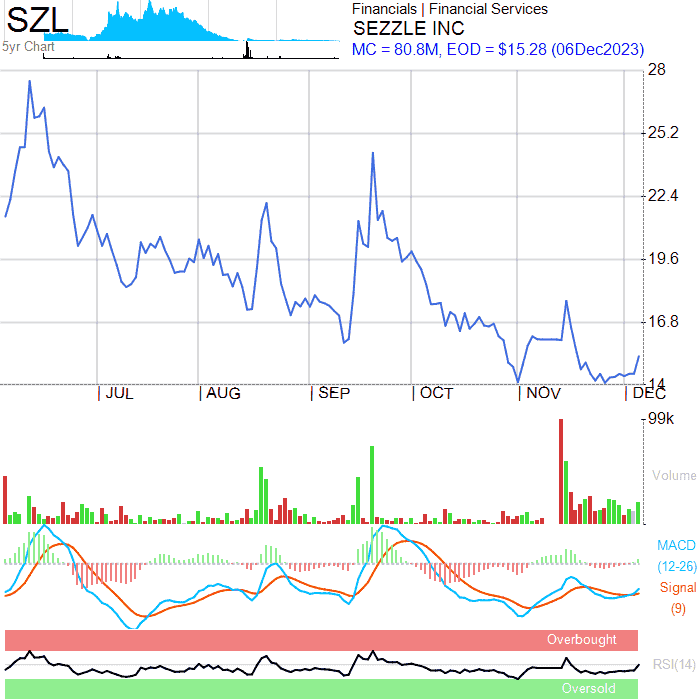 SZL
5yr Chart
Financials | Financial Services
SEZZLE INC
MC = 80.8M, EOD = $15.28 (06Dec2023)
28
25.2
22.4
19.6
16.8
14
| JUL | AUG | SEP | OCT | NOV | DEC
99k
Volume
MACD
(12-26)
Signal
(9)
Overbought
RSI(14)
Oversold